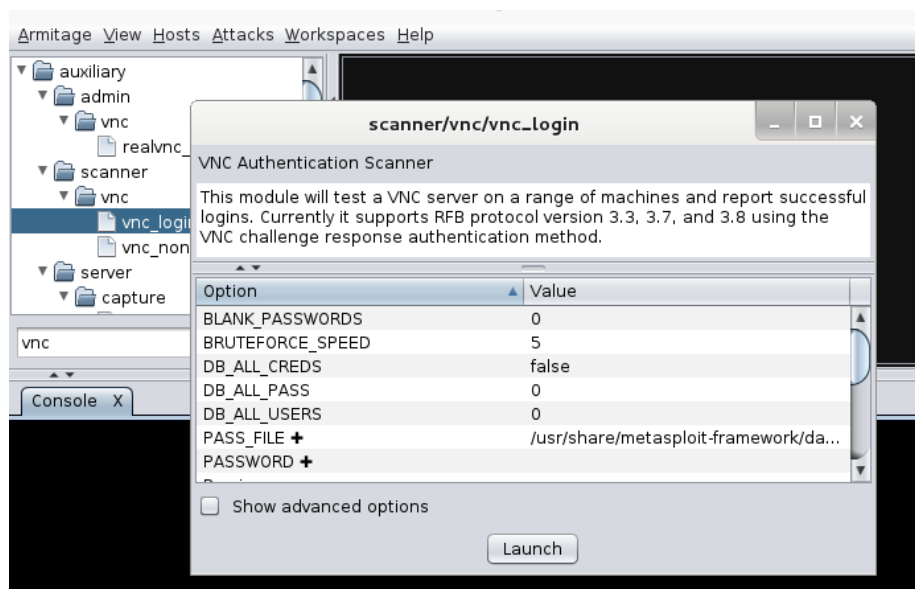 Armitage View Hosts Attacks Workspaces Help
auxiliary
admin
vnc
realvnc_
scanner
vnc
vnc_logi
vnc_non
server
capture
vnc
Console X
scanner/vnc/vnc_login
VNC Authentication Scanner
This module will test a VNC server on a range of machines and report successful
logins. Currently it supports RFB protocol version 3.3, 3.7, and 3.8 using the
VNC challenge response authentication method.
Option Value
BLANK_PASSWORDS 0
BRUTEFORCE_SPEED 5
DB_ALL_CREDS false
DB_ALL_PASS 0
DB_ALL_USERS 0
PASS_FILE ✚ /usr/share/metasploit-framework/da...
PASSWORD ✚
Show advanced options
Launch